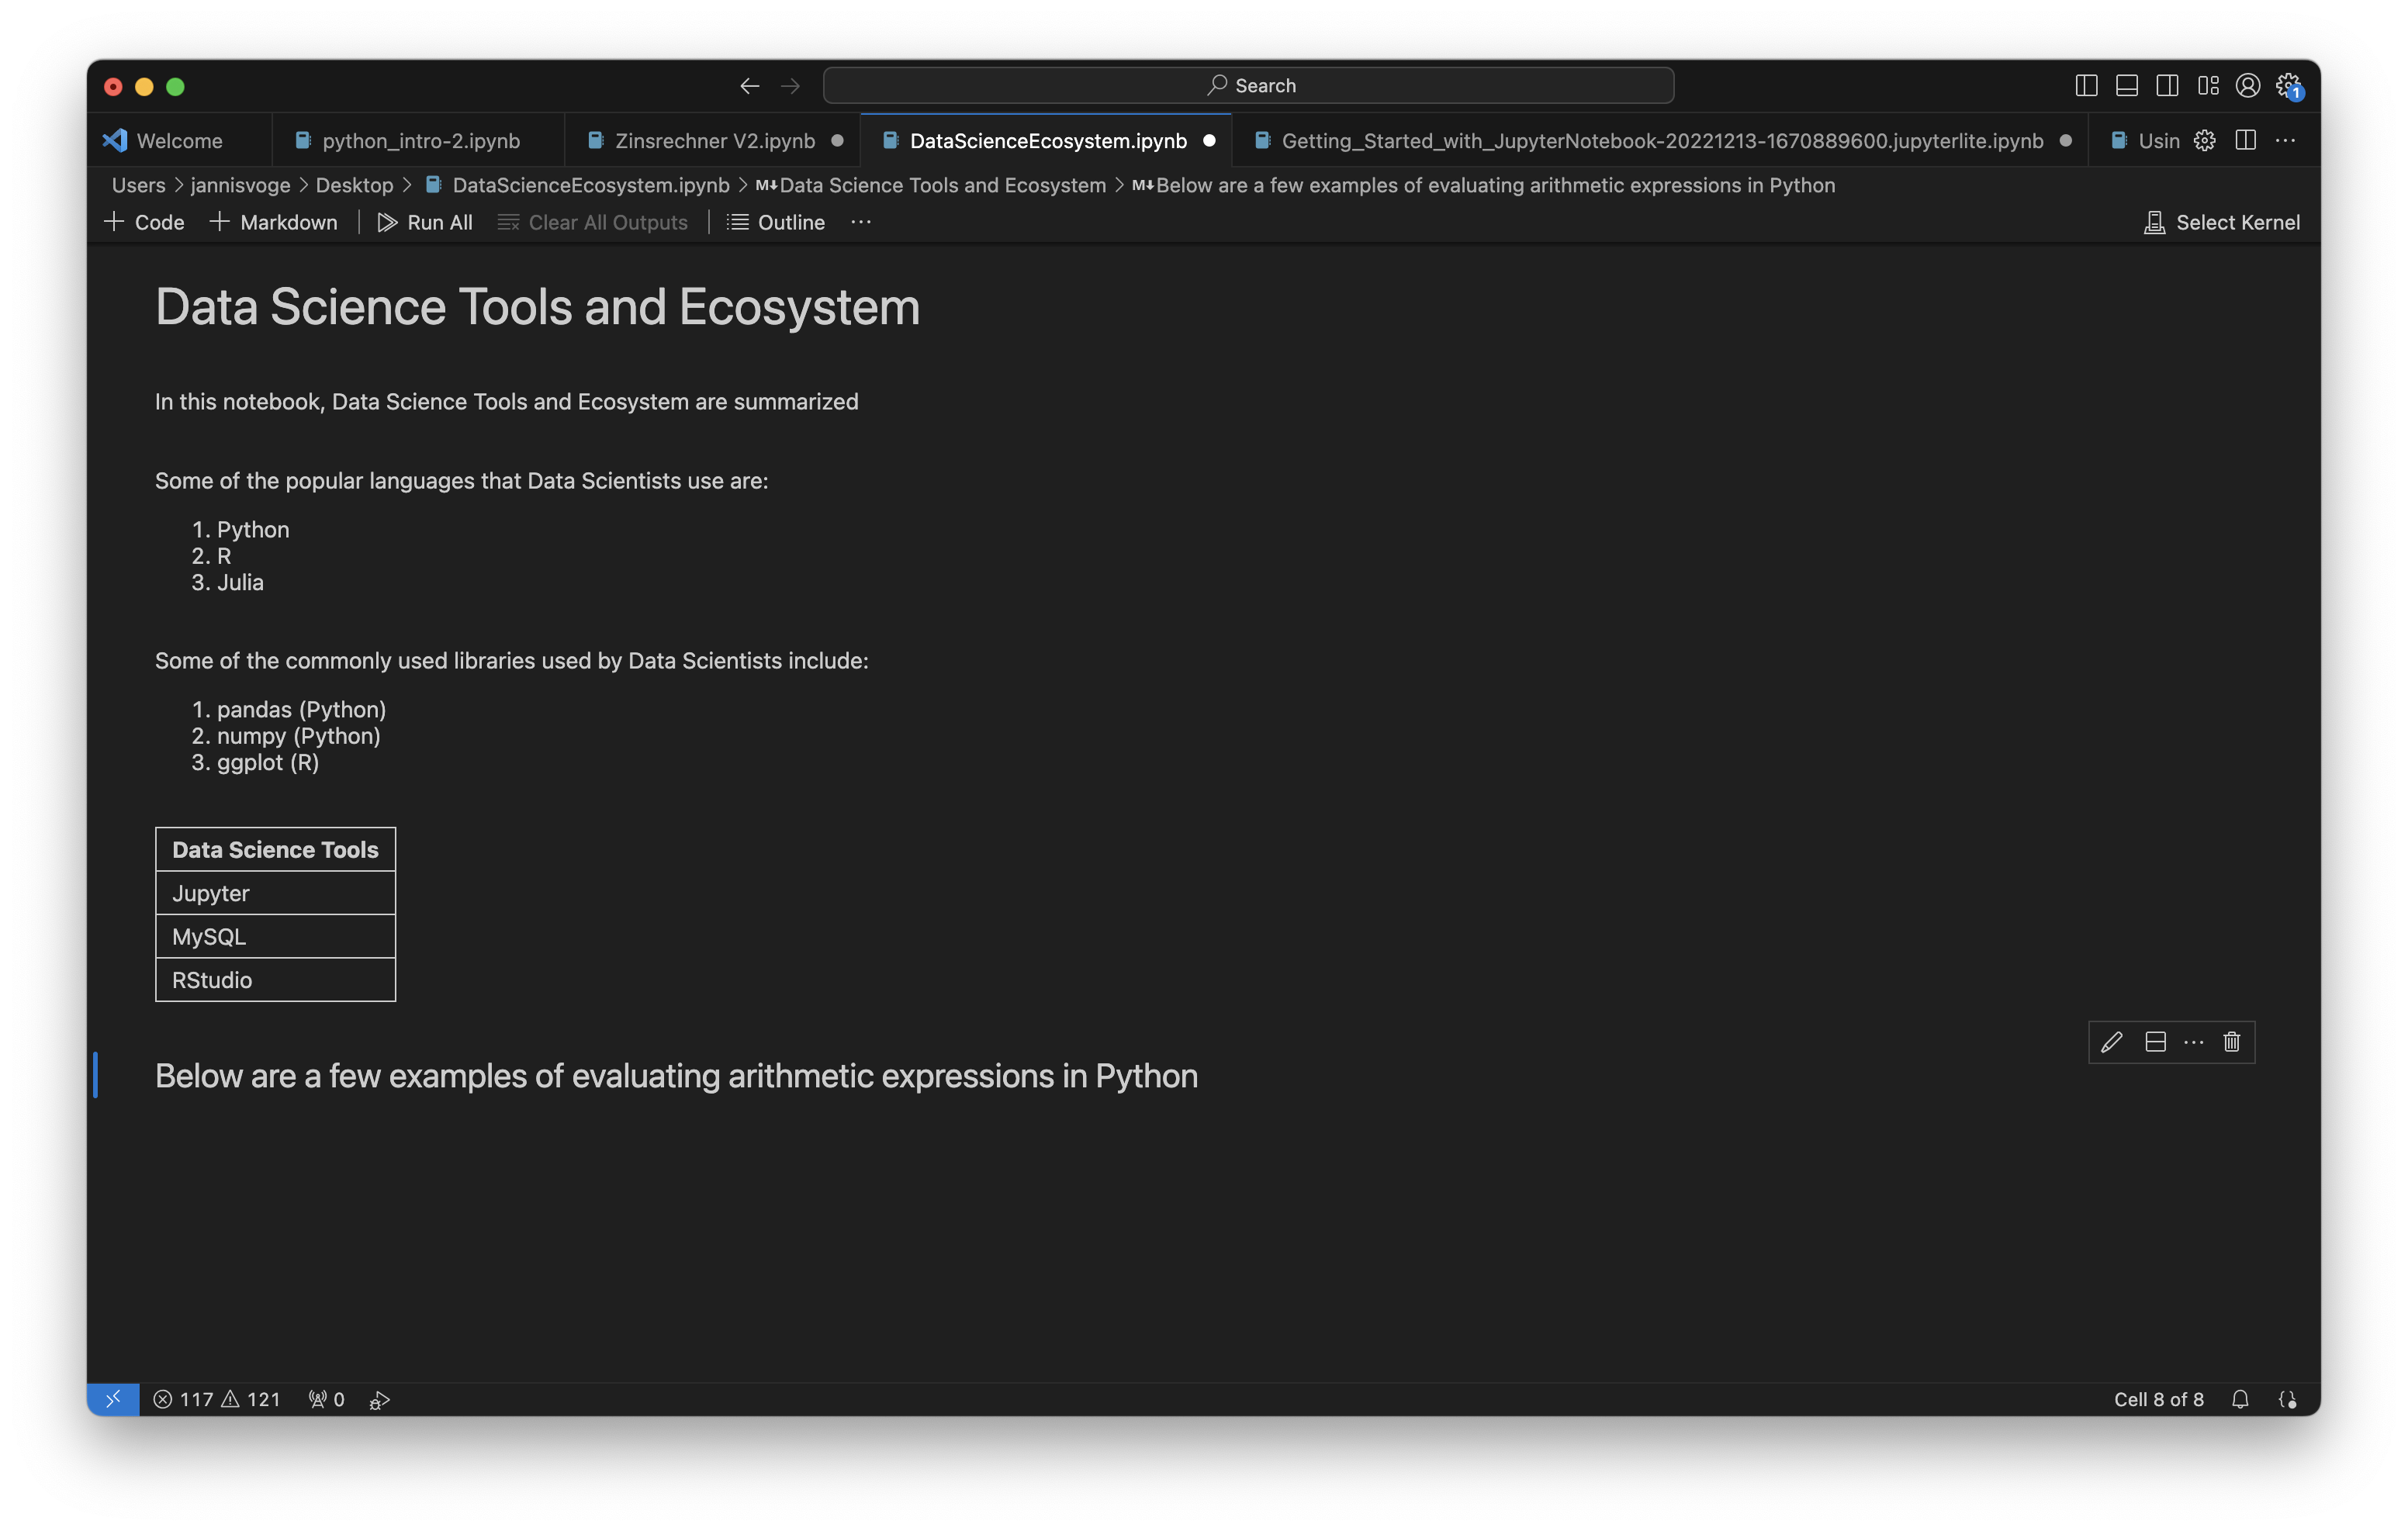 Search
Welcome
python_intro-2.ipynb
Zinsrechner V2.ipynb
DataScienceEcosystem.ipynb
Getting_Started_with_JupyterNotebook-20221213-1670889600.jupyterlite.ipynb
Usin
1
Users > jannisvoge > Desktop > DataScienceEcosystem.ipynb > M↓Data Science Tools and Ecosystem > M↓Below are a few examples of evaluating arithmetic expressions in Python
+ Code + Markdown | Run All Clear All Outputs | Outline ...
Select Kernel
Data Science Tools and Ecosystem
In this notebook, Data Science Tools and Ecosystem are summarized
Some of the popular languages that Data Scientists use are:
1. Python
2. R
3. Julia
Some of the commonly used libraries used by Data Scientists include:
1. pandas (Python)
2. numpy (Python)
3. ggplot (R)
Data Science Tools
Jupyter
MySQL
RStudio
Below are a few examples of evaluating arithmetic expressions in Python
117 121 0
Cell 8 of 8